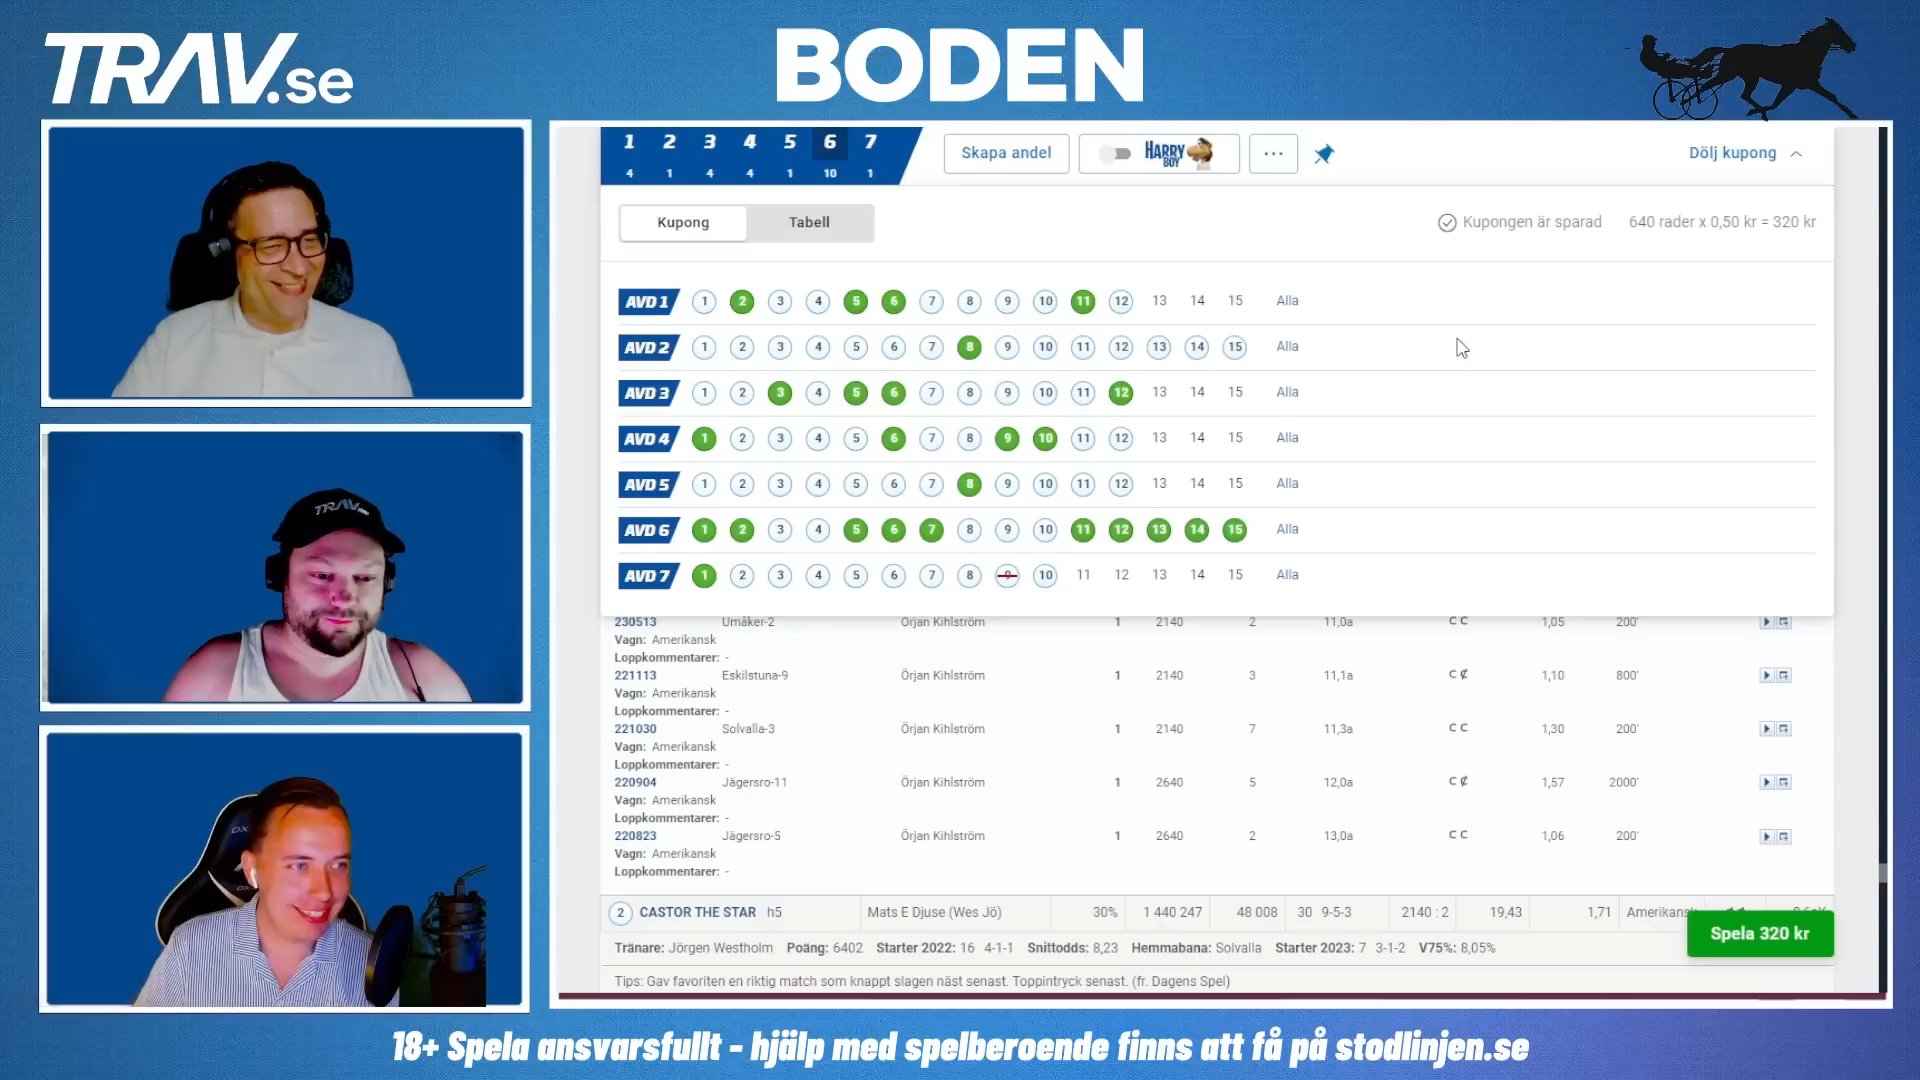 TRAV.se
BODEN
1 2 3 4 5 6 7
4 1 4 4 1 10 1
Skapa andel
HARRY BOY
...
Dölj kupong
Kupong
Tabell
Kupongen är sparad
640 rader x 0,50 kr = 320 kr
AVD 1 1 2 3 4 5 6 7 8 9 10 11 12 13 14 15 Alla
AVD 2 1 2 3 4 5 6 7 8 9 10 11 12 13 14 15 Alla
AVD 3 1 2 3 4 5 6 7 8 9 10 11 12 13 14 15 Alla
AVD 4 1 2 3 4 5 6 7 8 9 10 11 12 13 14 15 Alla
AVD 5 1 2 3 4 5 6 7 8 9 10 11 12 13 14 15 Alla
AVD 6 1 2 3 4 5 6 7 8 9 10 11 12 13 14 15 Alla
AVD 7 1 2 3 4 5 6 7 8 9 10 11 12 13 14 15 Alla
230513 Umåker-2 Örjan Kihlström 1 2140 2 11,0a C C 1,05 200'
Vagn: Amerikansk
Loppkommentarer: -
221113 Eskilstuna-9 Örjan Kihlström 1 2140 3 11,1a C ₵ 1,10 800'
Vagn: Amerikansk
Loppkommentarer: -
221030 Solvalla-3 Örjan Kihlström 1 2140 7 11,3a C C 1,30 200'
Vagn: Amerikansk
Loppkommentarer: -
220904 Jägersro-11 Örjan Kihlström 1 2640 5 12,0a C ₵ 1,57 2000'
Vagn: Amerikansk
Loppkommentarer: -
220823 Jägersro-5 Örjan Kihlström 1 2640 2 13,0a C C 1,06 200'
Vagn: Amerikansk
Loppkommentarer: -
2 CASTOR THE STAR h5 Mats E Djuse (Wes Jö) 30% 1 440 247 48 008 30 9-5-3 2140 : 2 19,43 1,71
Tränare: Jörgen Westholm Poäng: 6402 Starter 2022: 16 4-1-1 Snittodds: 8,23 Hemmabana: Solvalla Starter 2023: 7 3-1-2 V75%: 8,05%
Spela 320 kr
Tips: Gav favoriten en riktig match som knappt slagen näst senast. Toppintryck senast. (fr. Dagens Spel)
TRAV.se
18+ Spela ansvarsfullt - hjälp med spelberoende finns att få på stodlinjen.se